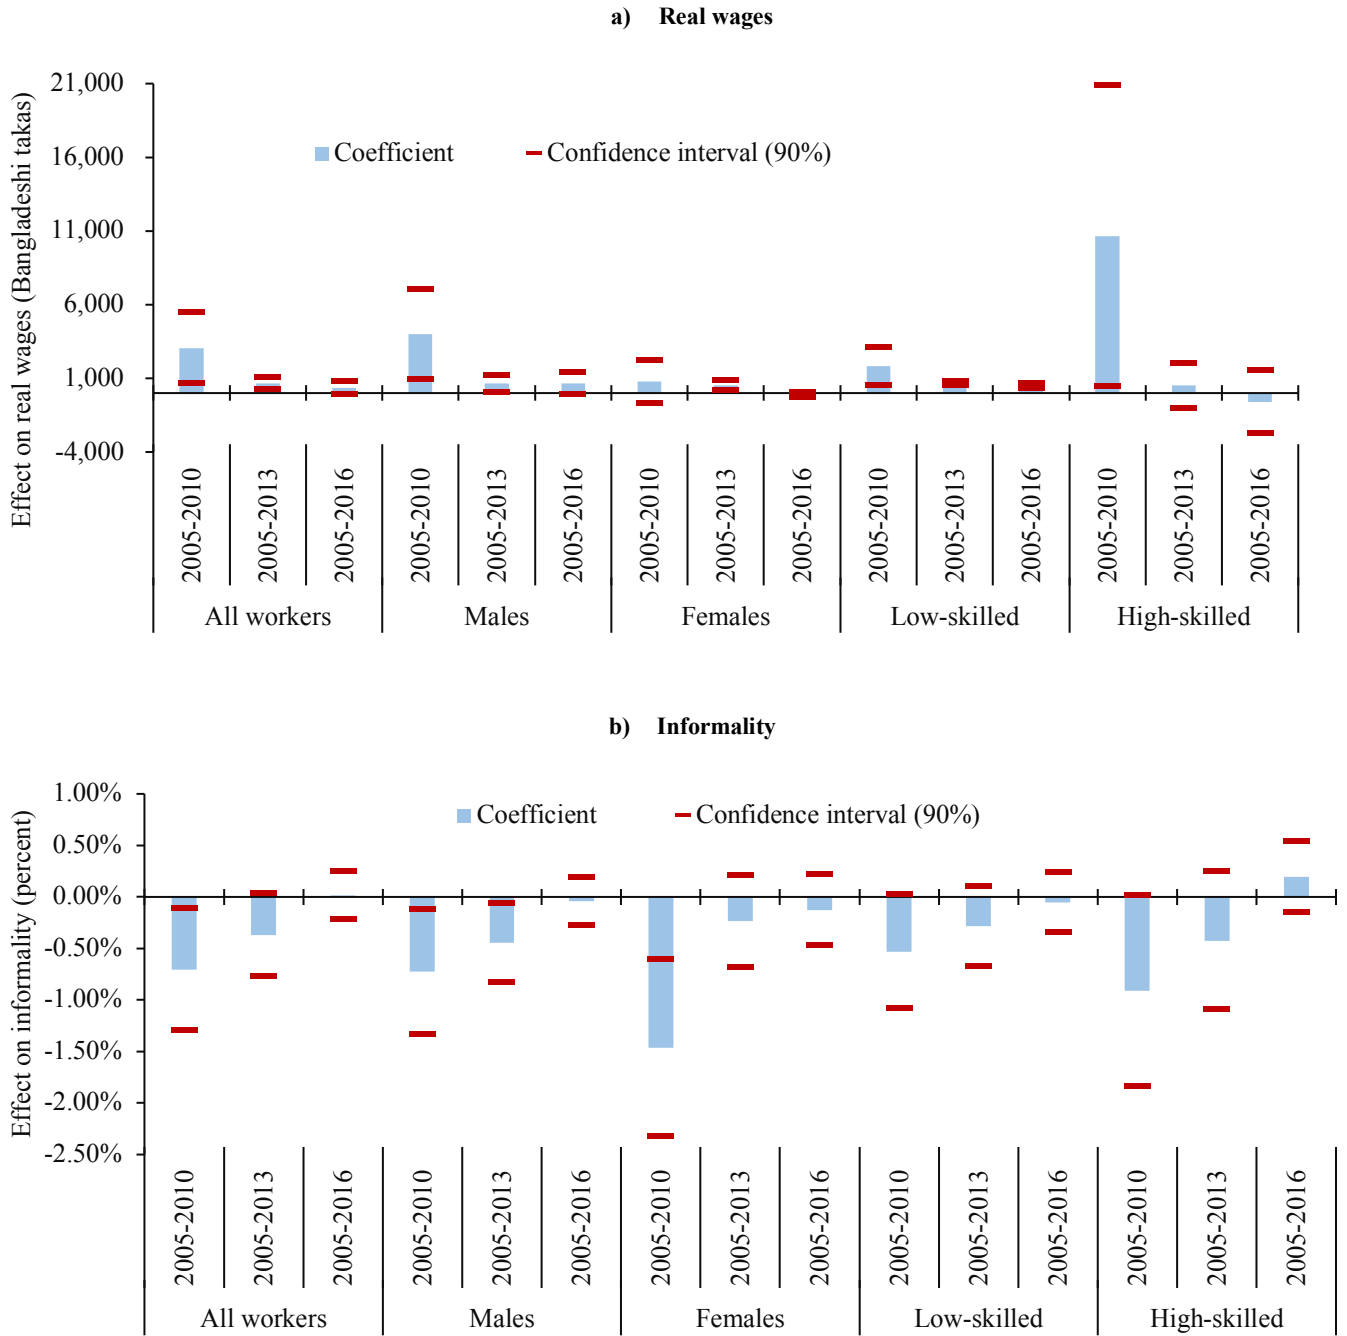 a) Real wages
Effect on real wages (Bangladeshi takas)
21,000
16,000
11,000
6,000
1,000
-4,000
Coefficient
Confidence interval (90%)
2005-2010
2005-2013
2005-2016
2005-2010
2005-2013
2005-2016
2005-2010
2005-2013
2005-2016
2005-2010
2005-2013
2005-2016
2005-2010
2005-2013
2005-2016
All workers
Males
Females
Low-skilled
High-skilled
b) Informality
Effect on informality (percent)
1.00%
0.50%
0.00%
-0.50%
-1.00%
-1.50%
-2.00%
-2.50%
Coefficient
Confidence interval (90%)
2005-2010
2005-2013
2005-2016
2005-2010
2005-2013
2005-2016
2005-2010
2005-2013
2005-2016
2005-2010
2005-2013
2005-2016
2005-2010
2005-2013
2005-2016
All workers
Males
Females
Low-skilled
High-skilled